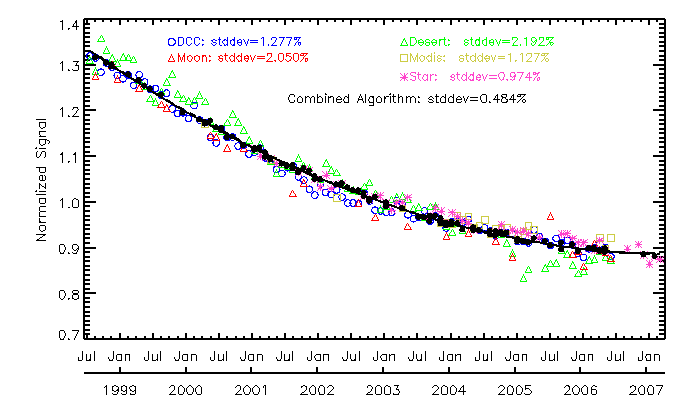 1.4
1.3
1.2
1.1
1.0
0.9
0.8
0.7
Normalized Signal
DCC: stddev=1.277%
Moon: stddev=2.050%
Desert: stddev=2.192%
Modis: stddev=1.127%
Star: stddev=0.974%
Combined Algorithm: stddev=0.484%
Jul Jan Jul Jan Jul Jan Jul Jan Jul Jan Jul Jan Jul Jan Jul Jan Jul Jan
1999 2000 2001 2002 2003 2004 2005 2006 2007